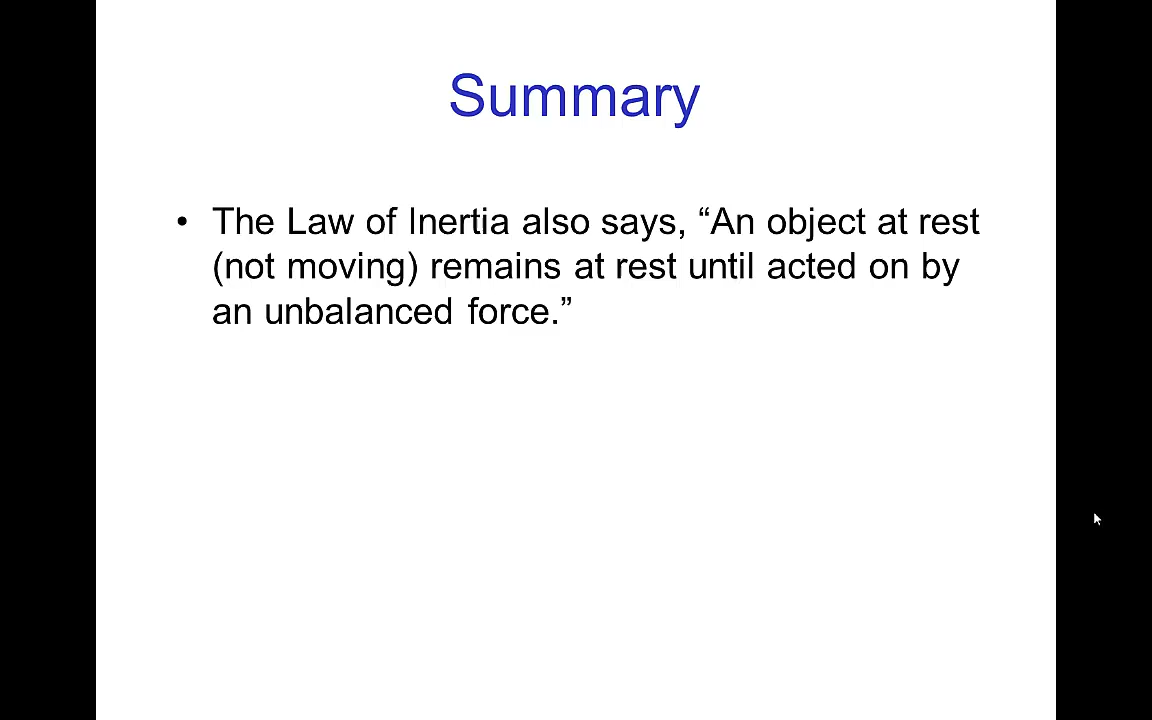 Summary
• The Law of Inertia also says, “An object at rest
(not moving) remains at rest until acted on by
an unbalanced force.”